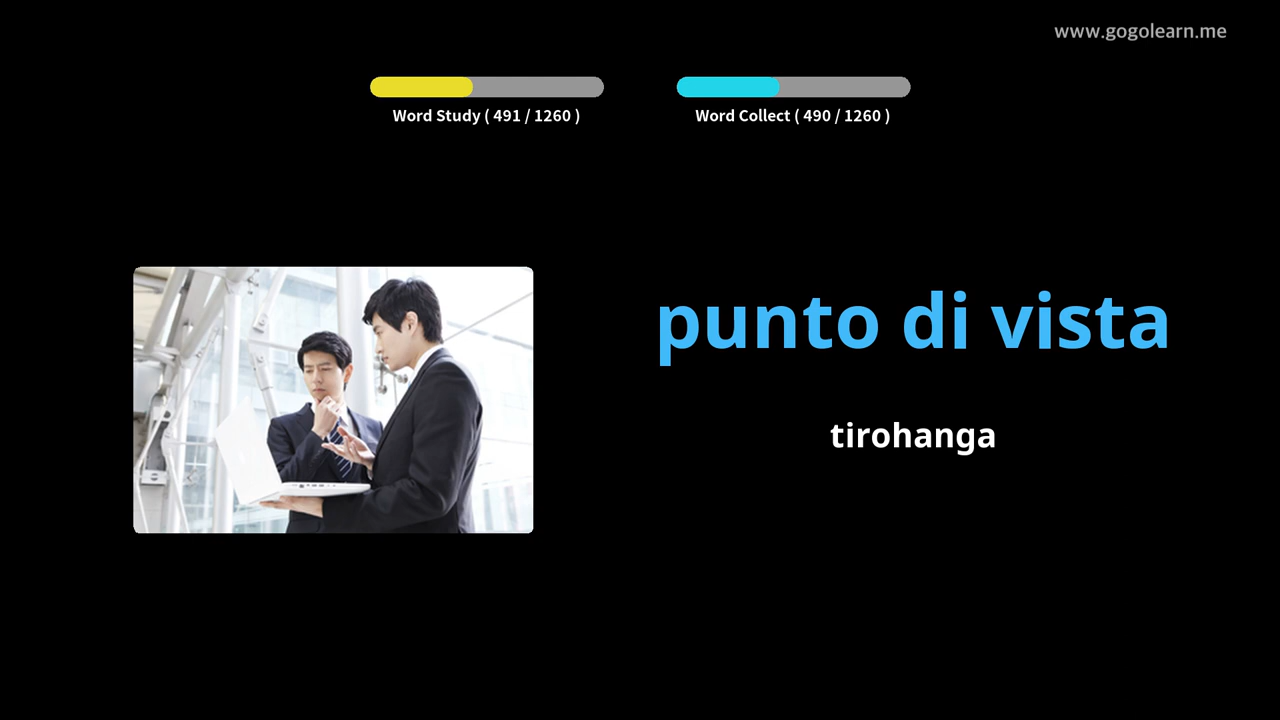 www.gogolearn.me
Word Study ( 491 / 1260 )
Word Collect ( 490 / 1260 )
punto di vista
tirohanga